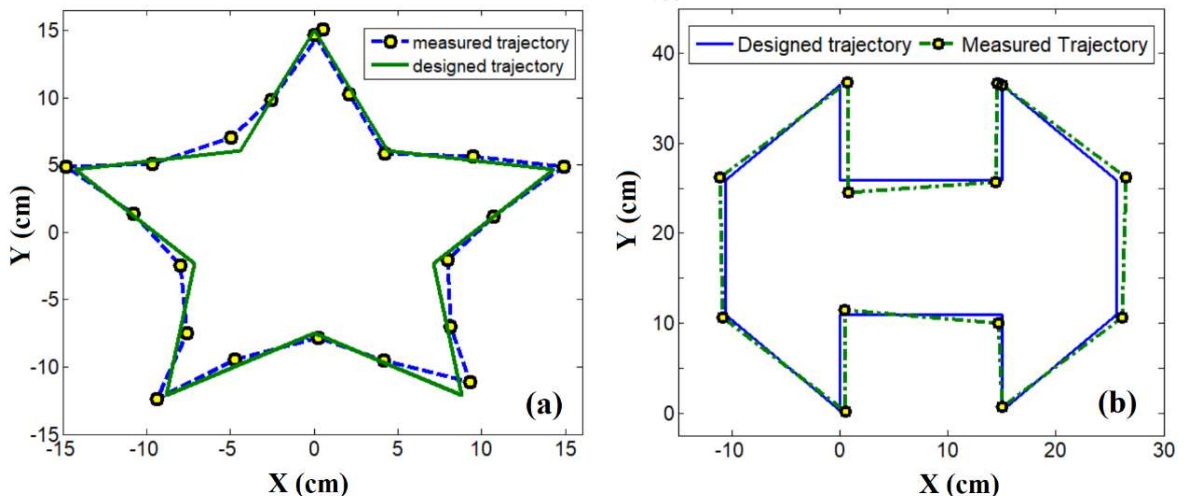 15
10
5
0
-5
-10
-15
-15 -10 -5 0 5 10 15
Y (cm)
X (cm)
measured trajectory
designed trajectory
(a)
40
30
20
10
0
-10 0 10 20 30
Y (cm)
X (cm)
Designed trajectory Measured Trajectory
(b)